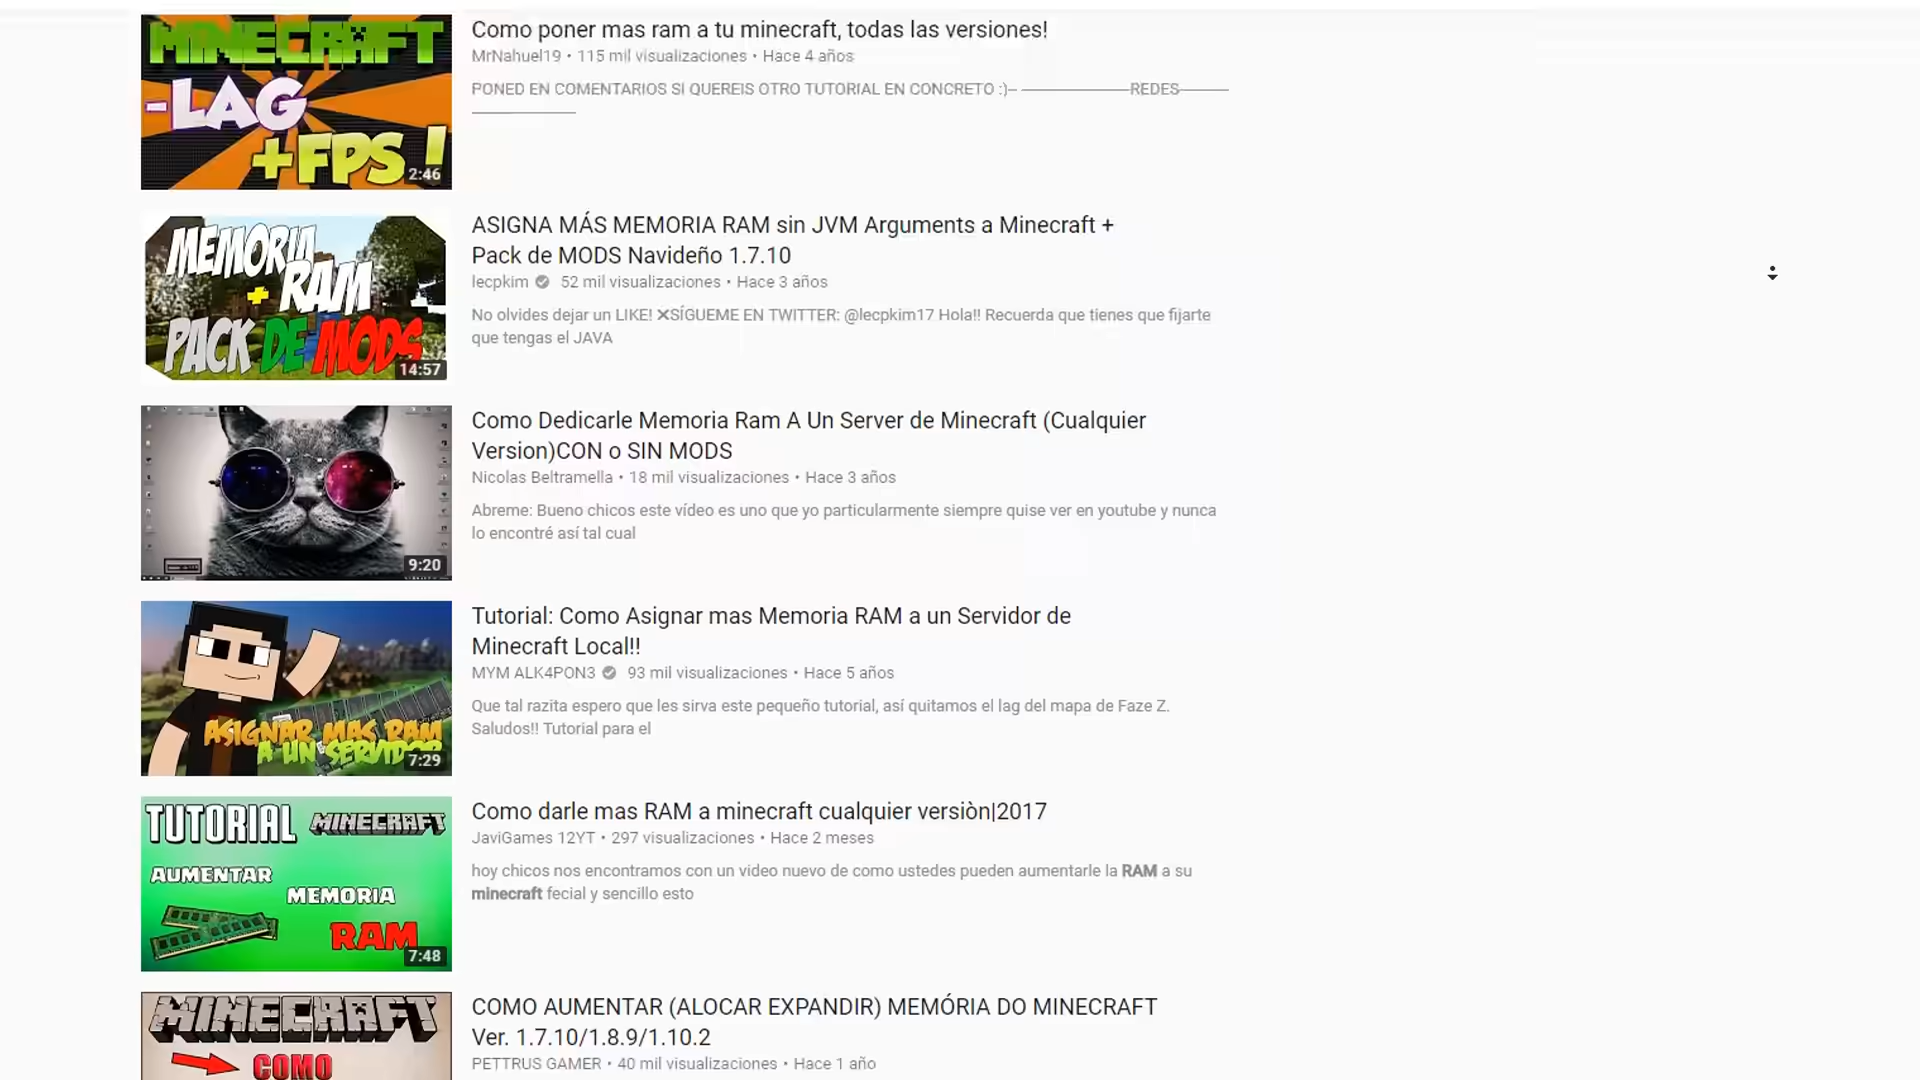 MINECRAFT
-LAG
+FPS !
2:46
Como poner mas ram a tu minecraft, todas las versiones!
MrNahuel19 • 115 mil visualizaciones • Hace 4 años
PONED EN COMENTARIOS SI QUEREIS OTRO TUTORIAL EN CONCRETO :)-- ---------------------REDES----------
--------------------
MEMORIA
+ RAM
PACK DE MODS
14:57
ASIGNA MÁS MEMORIA RAM sin JVM Arguments a Minecraft +
Pack de MODS Navideño 1.7.10
lecpkim 52 mil visualizaciones • Hace 3 años
No olvides dejar un LIKE! ❌SÍGUEME EN TWITTER: @lecpkim17 Hola!! Recuerda que tienes que fijarte
que tengas el JAVA
9:20
Como Dedicarle Memoria Ram A Un Server de Minecraft (Cualquier
Version)CON o SIN MODS
Nicolas Beltramella • 18 mil visualizaciones • Hace 3 años
Abreme: Bueno chicos este vídeo es uno que yo particularmente siempre quise ver en youtube y nunca
lo encontré así tal cual
ASIGNAR MAS RAM
A UN SERVIDOR
7:29
Tutorial: Como Asignar mas Memoria RAM a un Servidor de
Minecraft Local!!
MYM ALK4PON3 93 mil visualizaciones • Hace 5 años
Que tal razita espero que les sirva este pequeño tutorial, así quitamos el lag del mapa de Faze Z.
Saludos!! Tutorial para el
TUTORIAL MINECRAFT
AUMENTAR
MEMORIA
RAM
7:48
Como darle mas RAM a minecraft cualquier versiòn|2017
JaviGames 12YT • 297 visualizaciones • Hace 2 meses
hoy chicos nos encontramos con un video nuevo de como ustedes pueden aumentarle la RAM a su
minecraft fecial y sencillo esto
MINECRAFT
COMO
COMO AUMENTAR (ALOCAR EXPANDIR) MEMÓRIA DO MINECRAFT
Ver. 1.7.10/1.8.9/1.10.2
PETTRUS GAMER • 40 mil visualizaciones • Hace 1 año